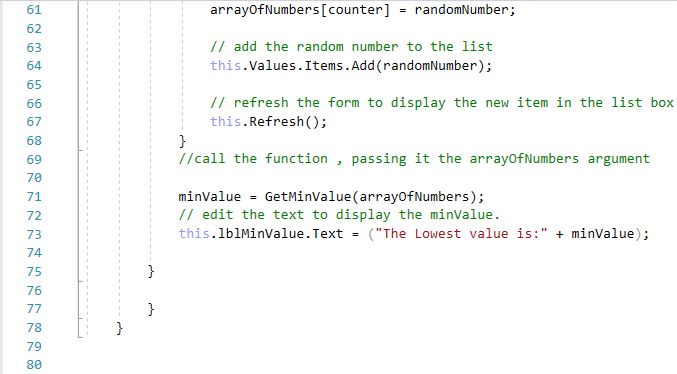 61 arrayOfNumbers[counter] = randomNumber;
62
63 // add the random number to the list
64 this.Values.Items.Add(randomNumber);
65
66 // refresh the form to display the new item in the list box
67 this.Refresh();
68 }
69 //call the function , passing it the arrayOfNumbers argument
70
71 minValue = GetMinValue(arrayOfNumbers);
72 // edit the text to display the minValue.
73 this.lblMinValue.Text = ("The Lowest value is:" + minValue);
74
75 }
76
77 }
78 }
79
80